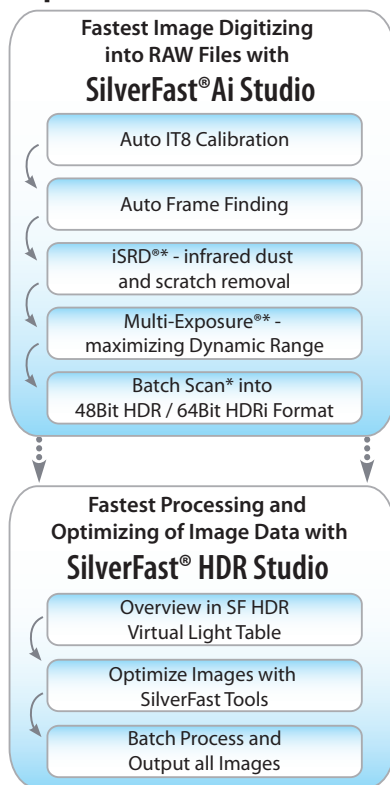 Fastest Image Digitizing
into RAW Files with
SilverFast®Ai Studio
Auto IT8 Calibration
Auto Frame Finding
iSRD®* - infrared dust
and scratch removal
Multi-Exposure®* -
maximizing Dynamic Range
Batch Scan* into
48Bit HDR / 64Bit HDRi Format
Fastest Processing and
Optimizing of Image Data with
SilverFast® HDR Studio
Overview in SF HDR
Virtual Light Table
Optimize Images with
SilverFast Tools
Batch Process and
Output all Images